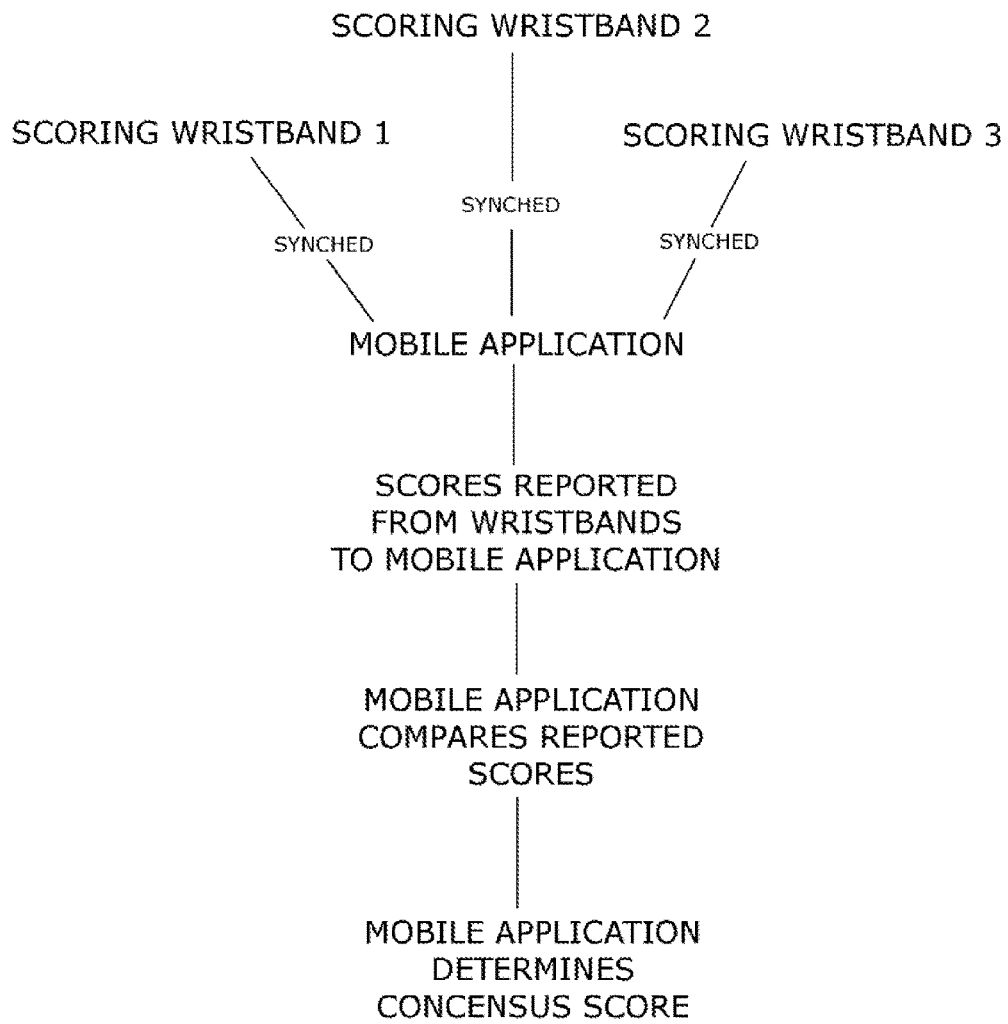 SCORING WRISTBAND 2
SCORING WRISTBAND 1
SCORING WRISTBAND 3
SYNCHED
SYNCHED
SYNCHED
MOBILE APPLICATION
SCORES REPORTED
FROM WRISTBANDS
TO MOBILE APPLICATION
MOBILE APPLICATION
COMPARES REPORTED
SCORES
MOBILE APPLICATION
DETERMINES
CONCENSUS SCORE